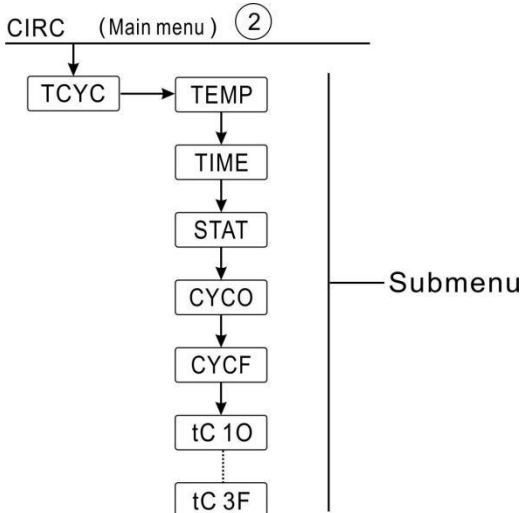 CIRC (Main menu) ②
TCYC
TEMP
TIME
STAT
Submenu
CYCO
CYCF
tC 1O
tC 3F